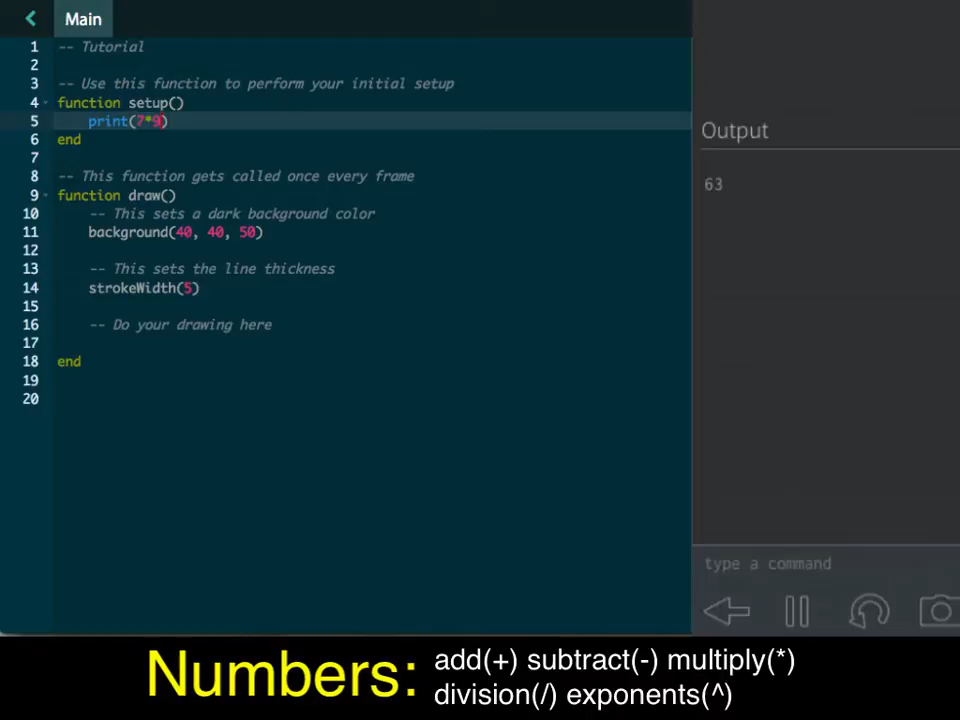 Main
1 -- Tutorial
2
3 -- Use this function to perform your initial setup
4 function setup()
5 print(7*9)
6 end
7
8 -- This function gets called once every frame
9 function draw()
10 -- This sets a dark background color
11 background(40, 40, 50)
12
13 -- This sets the line thickness
14 strokeWidth(5)
15
16 -- Do your drawing here
17
18 end
19
20
Output
63
type a command
Numbers: add(+) subtract(-) multiply(*)
division(/) exponents(^)